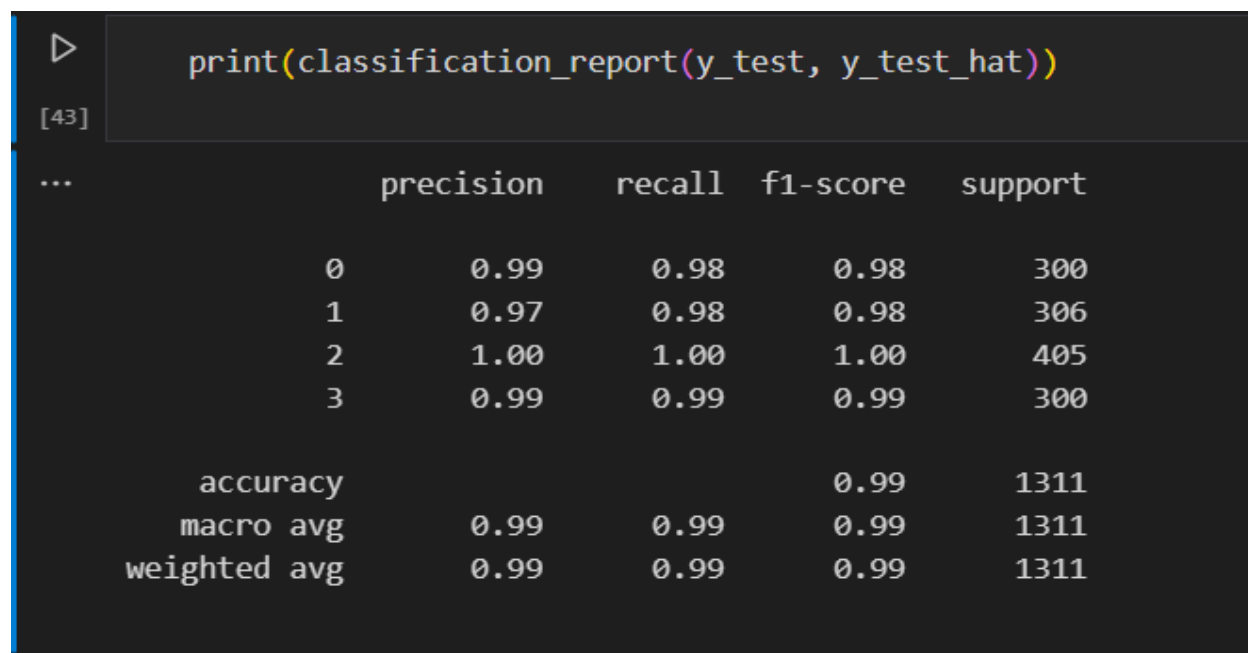 print(classification_report(y_test, y_test_hat))
[43]
... precision recall f1-score support
0 0.99 0.98 0.98 300
1 0.97 0.98 0.98 306
2 1.00 1.00 1.00 405
3 0.99 0.99 0.99 300
accuracy 0.99 1311
macro avg 0.99 0.99 0.99 1311
weighted avg 0.99 0.99 0.99 1311